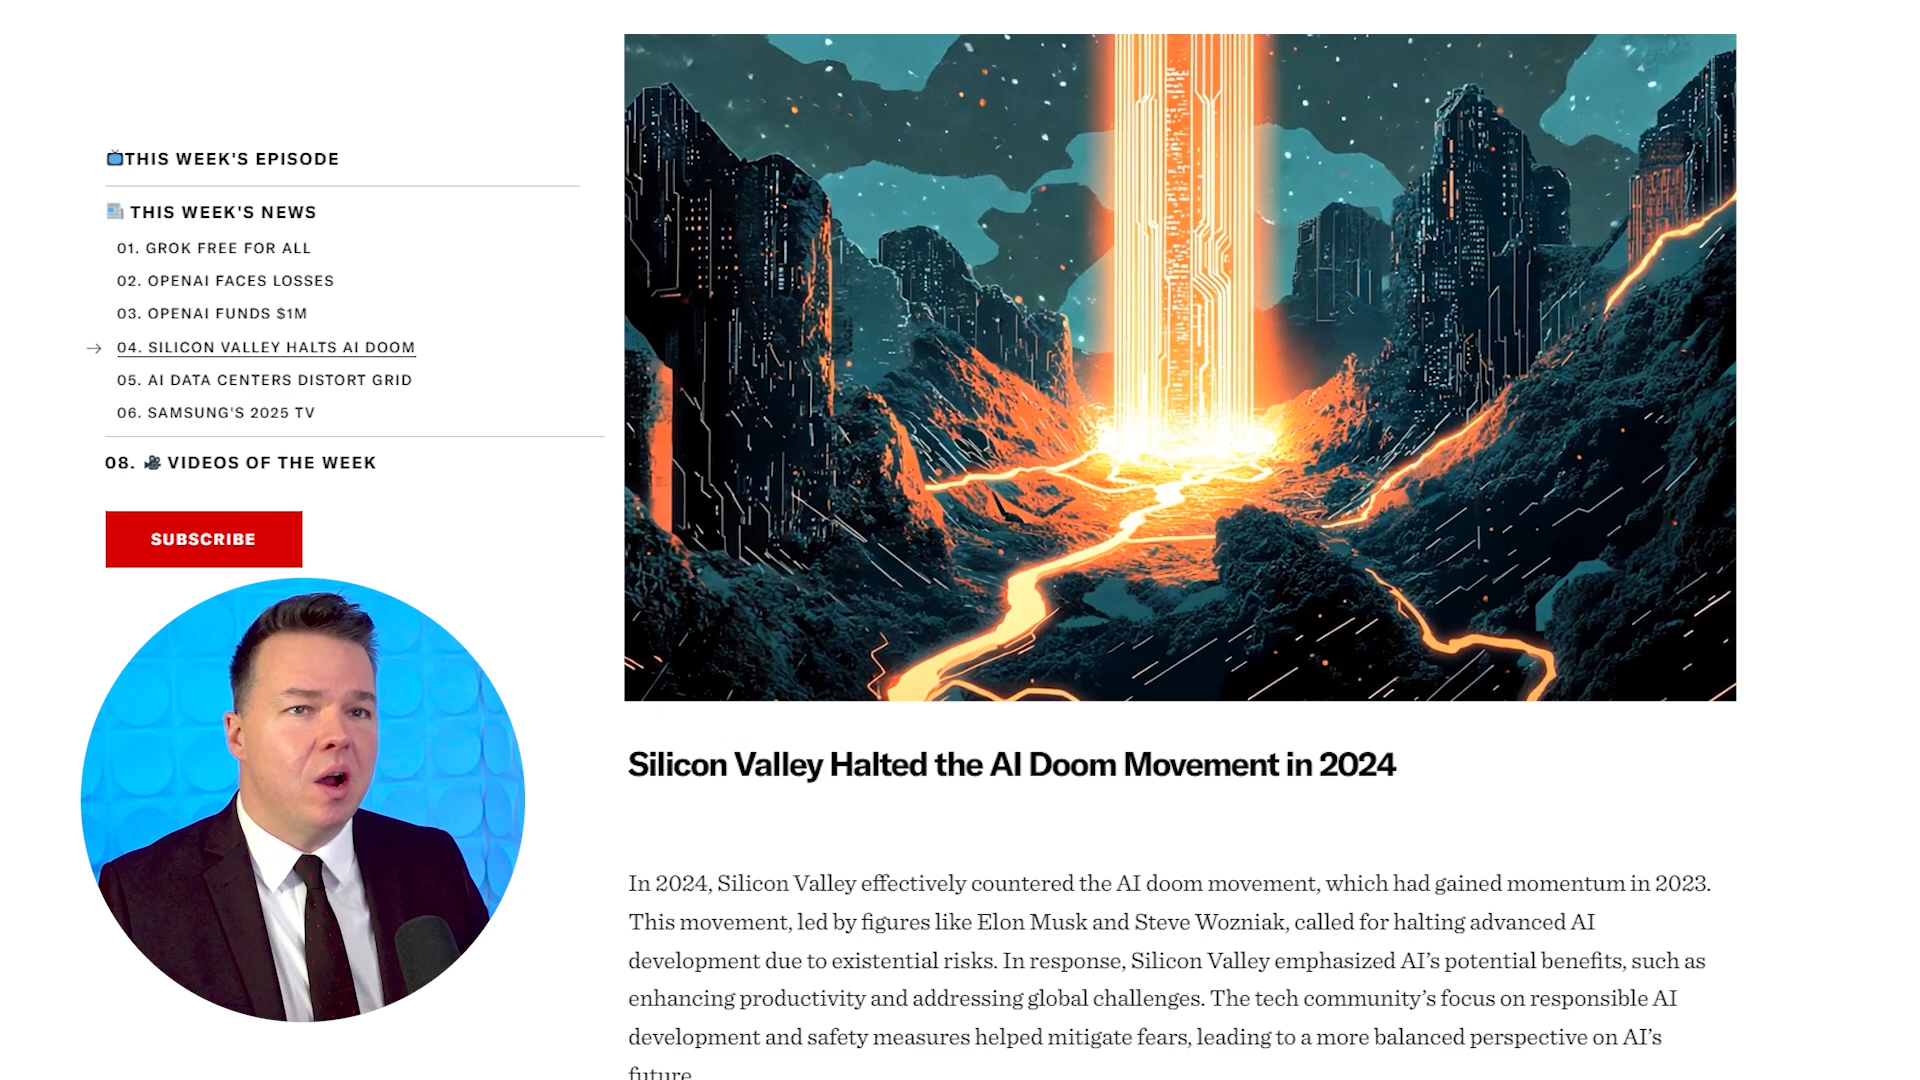 📺THIS WEEK'S EPISODE
📰 THIS WEEK'S NEWS
01. GROK FREE FOR ALL
02. OPENAI FACES LOSSES
03. OPENAI FUNDS $1M
→ 04. SILICON VALLEY HALTS AI DOOM
05. AI DATA CENTERS DISTORT GRID
06. SAMSUNG'S 2025 TV
08. 🎥 VIDEOS OF THE WEEK
SUBSCRIBE
Silicon Valley Halted the AI Doom Movement in 2024
In 2024, Silicon Valley effectively countered the AI doom movement, which had gained momentum in 2023.
This movement, led by figures like Elon Musk and Steve Wozniak, called for halting advanced AI
development due to existential risks. In response, Silicon Valley emphasized AI’s potential benefits, such as
enhancing productivity and addressing global challenges. The tech community’s focus on responsible AI
development and safety measures helped mitigate fears, leading to a more balanced perspective on AI’s
future.